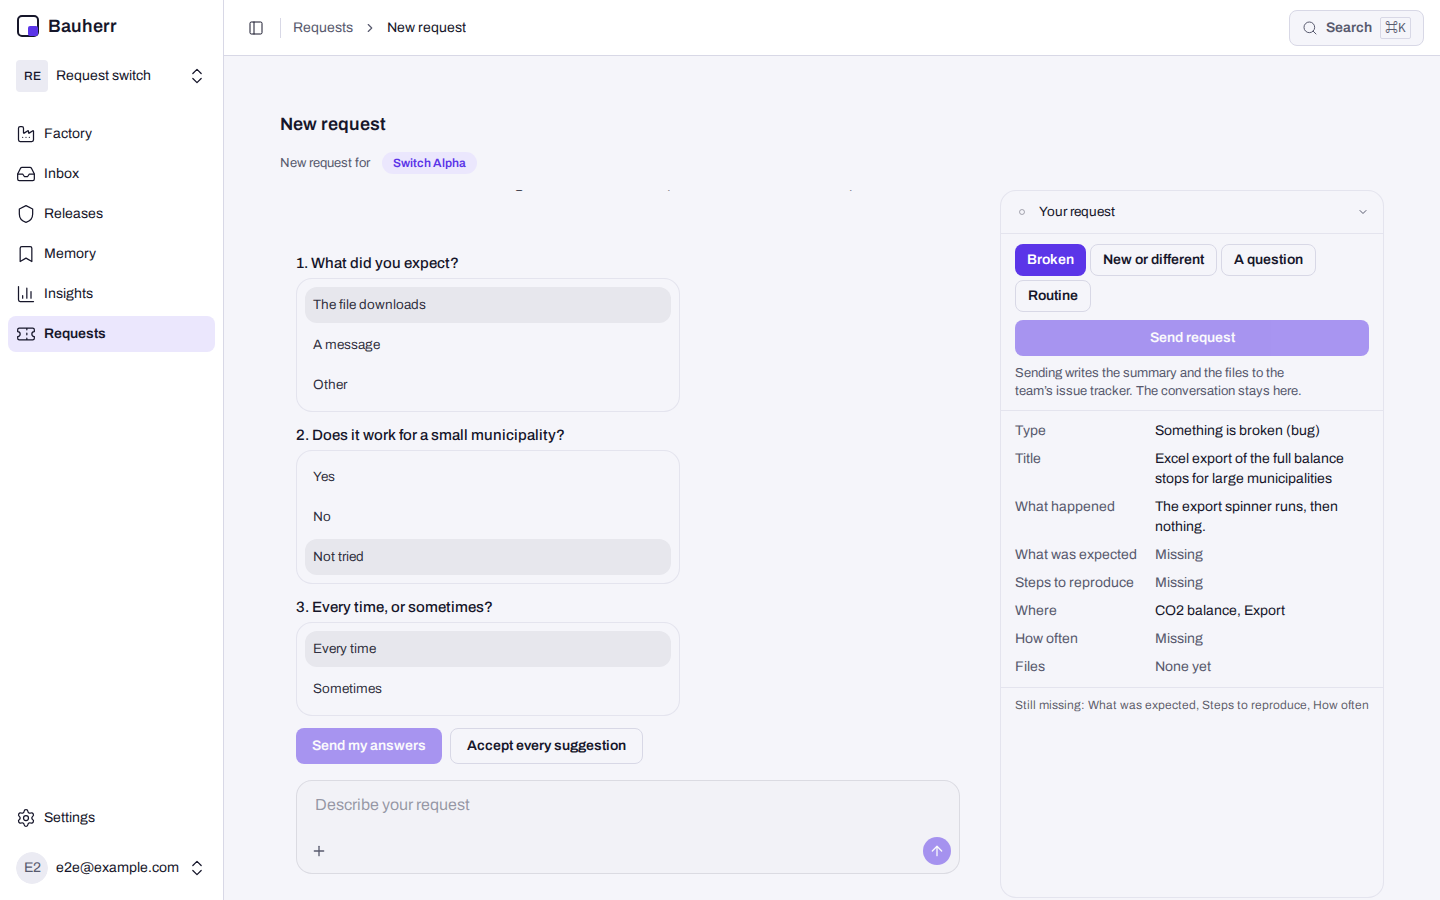 Bauherr
RE
Request switch
Factory
Inbox
Releases
Memory
Insights
Requests
Settings
E2
e2e@example.com
Requests
New request
Search
⌘K
New request
New request for
Switch Alpha
1. What did you expect?
The file downloads
A message
Other
2. Does it work for a small municipality?
Yes
No
Not tried
3. Every time, or sometimes?
Every time
Sometimes
Send my answers
Accept every suggestion
Describe your request
Your request
Broken
New or different
A question
Routine
Send request
Sending writes the summary and the files to the
team's issue tracker. The conversation stays here.
Type
Something is broken (bug)
Title
Excel export of the full balance
stops for large municipalities
What happened
The export spinner runs, then
nothing.
What was expected
Missing
Steps to reproduce
Missing
Where
CO2 balance, Export
How often
Missing
Files
None yet
Still missing: What was expected, Steps to reproduce, How often